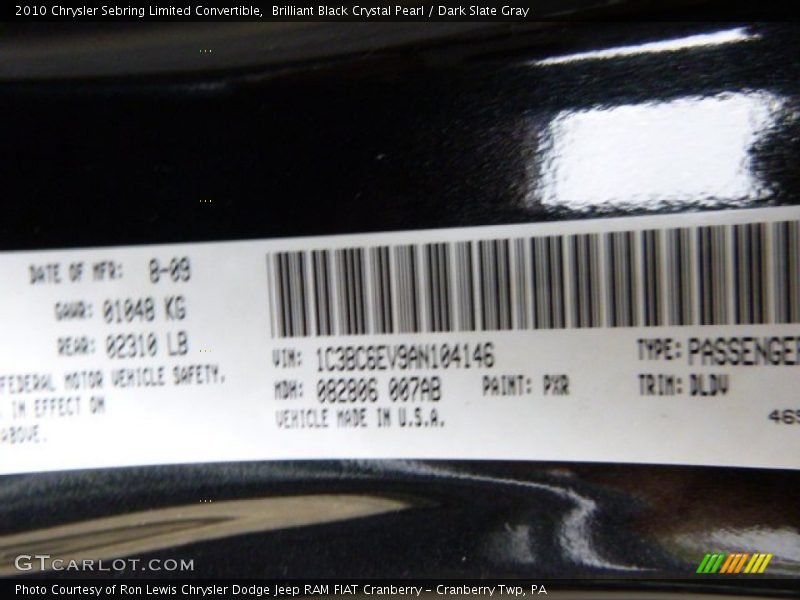 2010 Chrysler Sebring Limited Convertible,  Brilliant Black Crystal Pearl / Dark Slate Gray
DATE OF MFR: 8-09
GAWR: 01048 KG
REAR: 02310 LB
FEDERAL MOTOR VEHICLE SAFETY,
IN EFFECT ON
ABOVE.
VIN: 1C3BC6EV9AN104146
MDH: 082806 007AB
PAINT: PXR
VEHICLE MADE IN U.S.A.
TYPE: PASSENGER
TRIM: DLDV
469
GTCARLOT.COM
Photo Courtesy of Ron Lewis Chrysler Dodge Jeep RAM FIAT Cranberry – Cranberry Twp, PA